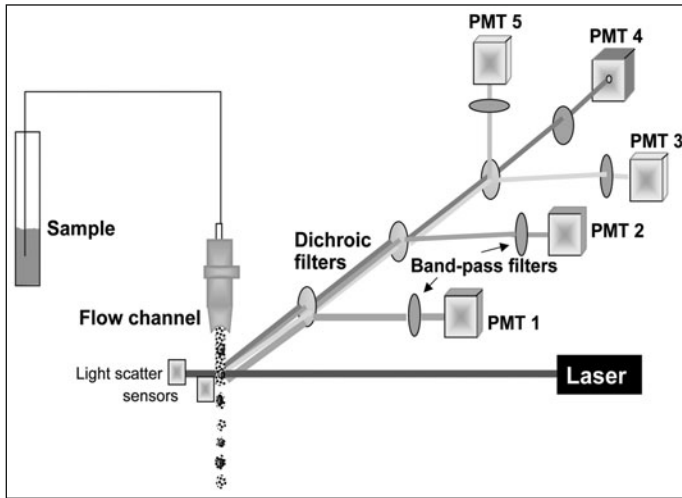 PMT 5
PMT 4
PMT 3
Sample
Dichroic
filters
PMT 2
Band-pass filters
Flow channel
PMT 1
Light scatter
sensors
Laser